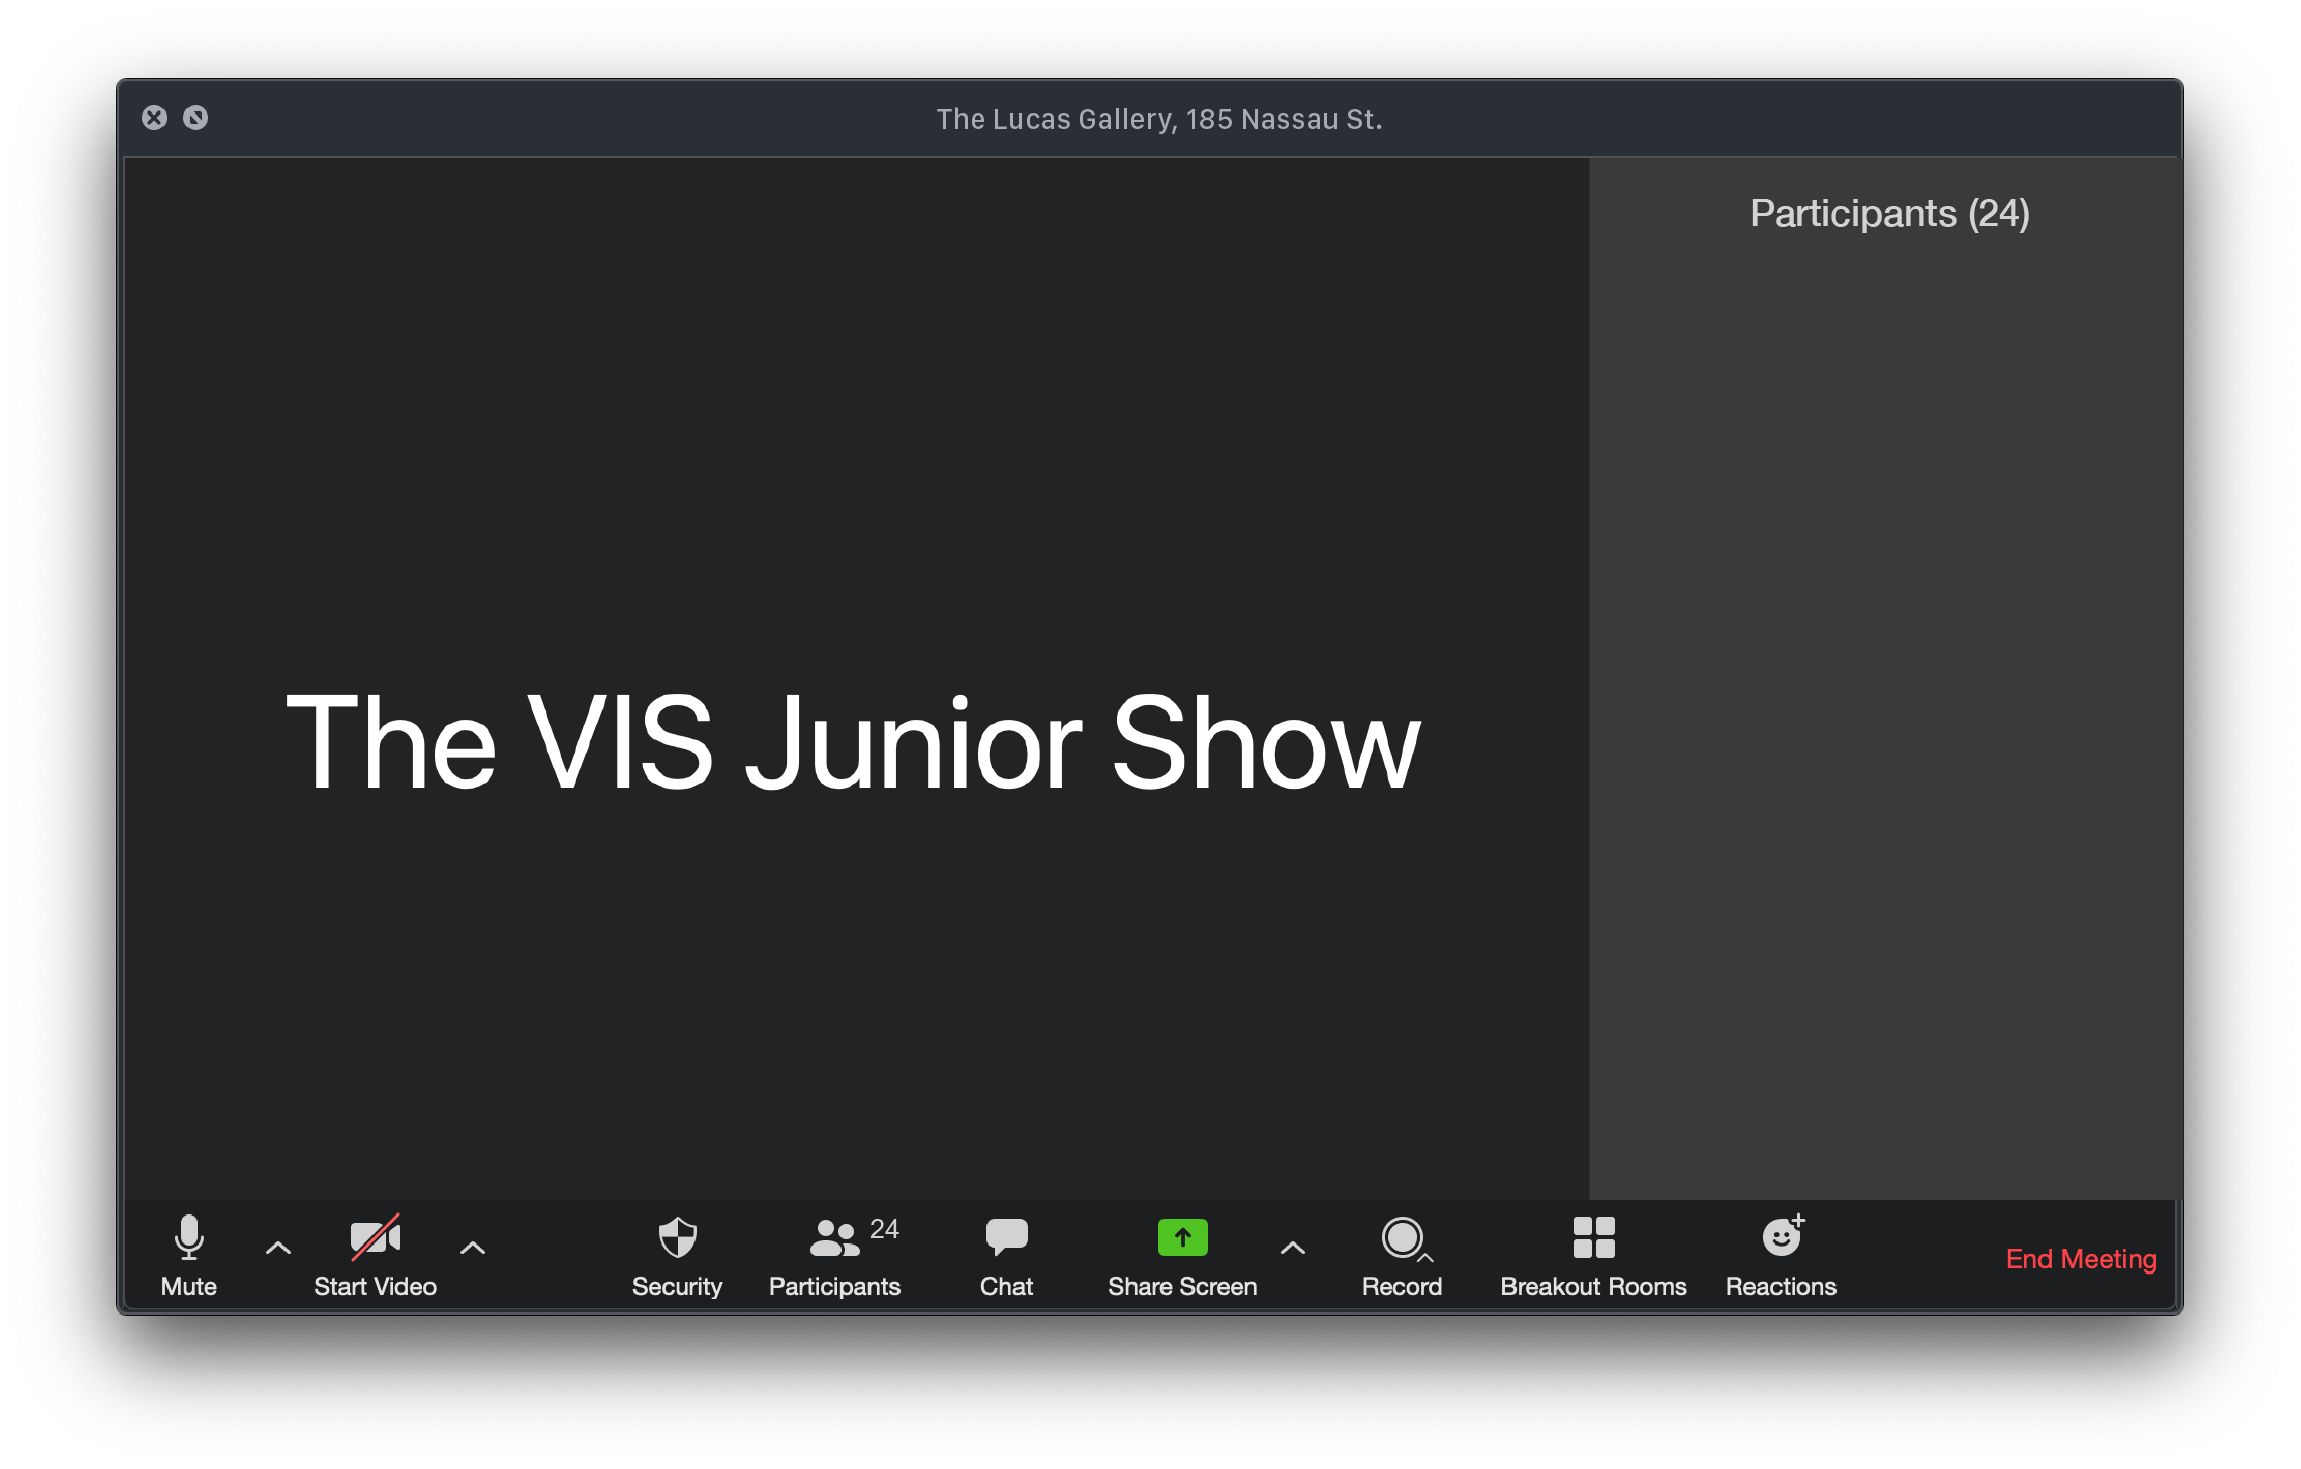 The Lucas Gallery, 185 Nassau St.
Participants (24)
The VIS Junior Show
24
Mute
Start Video
Security
Participants
Chat
Share Screen
Record
Breakout Rooms
Reactions
End Meeting